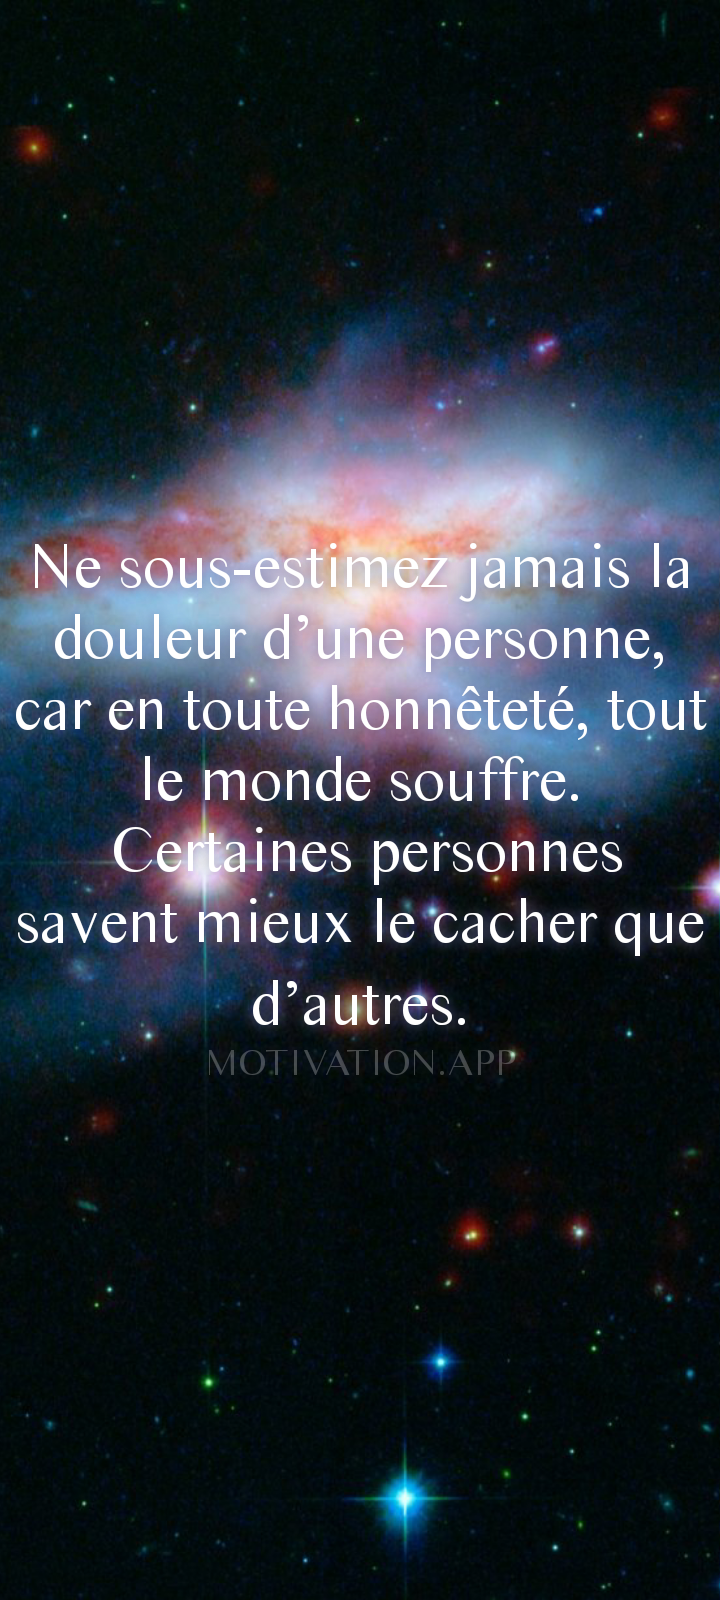 Ne sous-estimez jamais la
douleur d’une personne,
car en toute honnêteté, tout
le monde souffre.
Certaines personnes
savent mieux le cacher que
d’autres.
MOTIVATION.APP